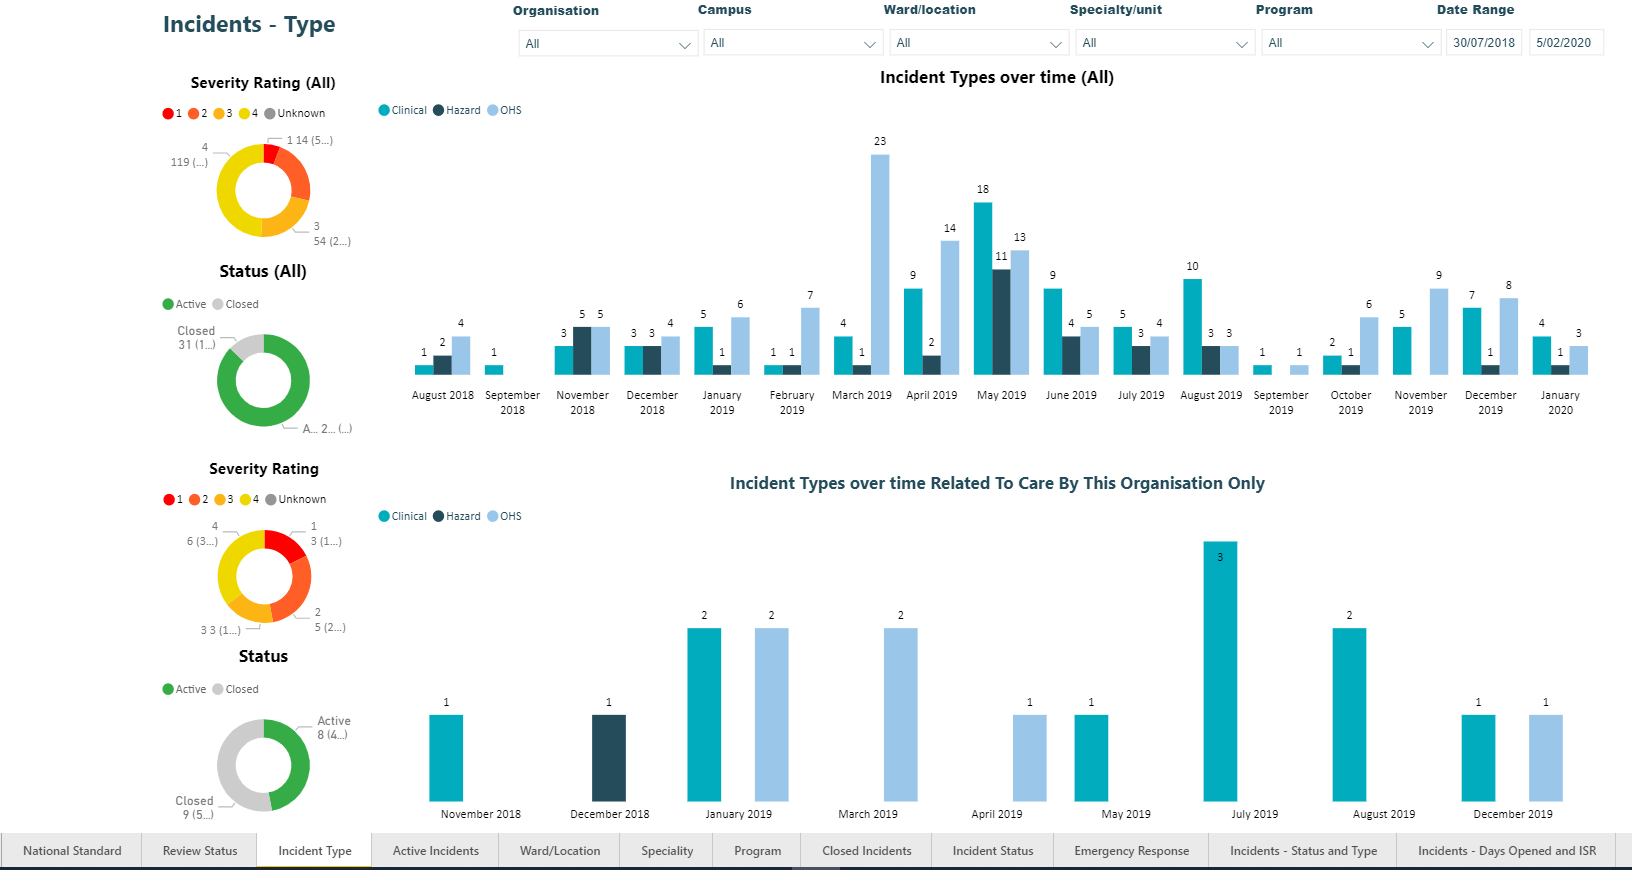 Incidents - Type
Organisation
Campus
Ward/location
Specialty/unit
Program
Date Range
All
All
All
All
All
30/07/2018
5/02/2020
Severity Rating (All)
1 2 3 4 Unknown
1 14 (5...)
4
119 (...)
3
54 (2...)
Status (All)
Active Closed
Closed
31 (1...)
A... 2... (...)
Severity Rating
1 2 3 4 Unknown
4
6 (3...)
1
3 (1...)
2
5 (2...)
3 3 (1...)
Status
Active Closed
Active
8 (4...)
Closed
9 (5...)
Incident Types over time (All)
Clinical Hazard OHS
1 2 4
1
3 5 5
3 3 4
5 1 6
1 1 7
4 1 23
9 2 14
18 11 13
9 4 5
5 3 4
10 3 3
1 1
2 1 6
5 9
7 1 8
4 1 3
August 2018
September
2018
November
2018
December
2018
January
2019
February
2019
March 2019
April 2019
May 2019
June 2019
July 2019
August 2019
September
2019
October
2019
November
2019
December
2019
January
2020
Incident Types over time Related To Care By This Organisation Only
Clinical Hazard OHS
1
1
2 2
2
1
1
3
2
1 1
November 2018
December 2018
January 2019
March 2019
April 2019
May 2019
July 2019
August 2019
December 2019
National Standard
Review Status
Incident Type
Active Incidents
Ward/Location
Speciality
Program
Closed Incidents
Incident Status
Emergency Response
Incidents - Status and Type
Incidents - Days Opened and ISR